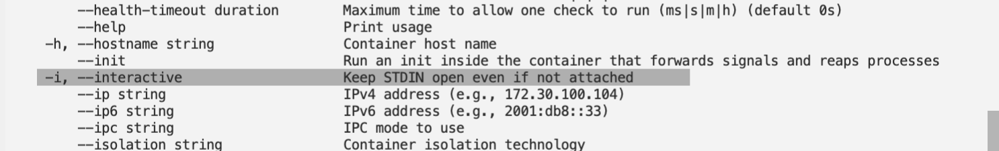 --health-timeout duration Maximum time to allow one check to run (ms|s|m|h) (default 0s)
--help Print usage
-h, --hostname string Container host name
--init Run an init inside the container that forwards signals and reaps processes
-i, --interactive Keep STDIN open even if not attached
--ip string IPv4 address (e.g., 172.30.100.104)
--ip6 string IPv6 address (e.g., 2001:db8::33)
--ipc string IPC mode to use
--isolation string Container isolation technology